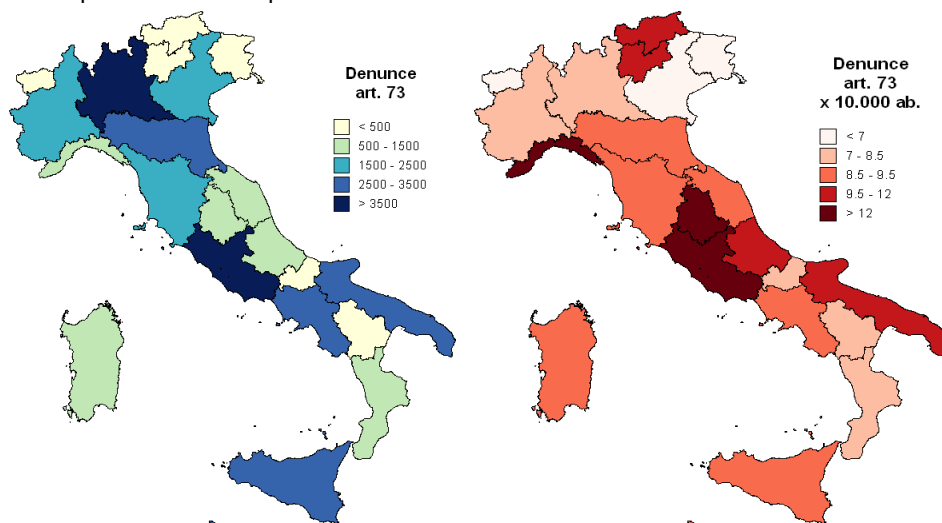 Denunce
art. 73
< 500
500 - 1500
1500 - 2500
2500 - 3500
> 3500
Denunce
art. 73
x 10.000 ab.
< 7
7 - 8.5
8.5 - 9.5
9.5 - 12
> 12